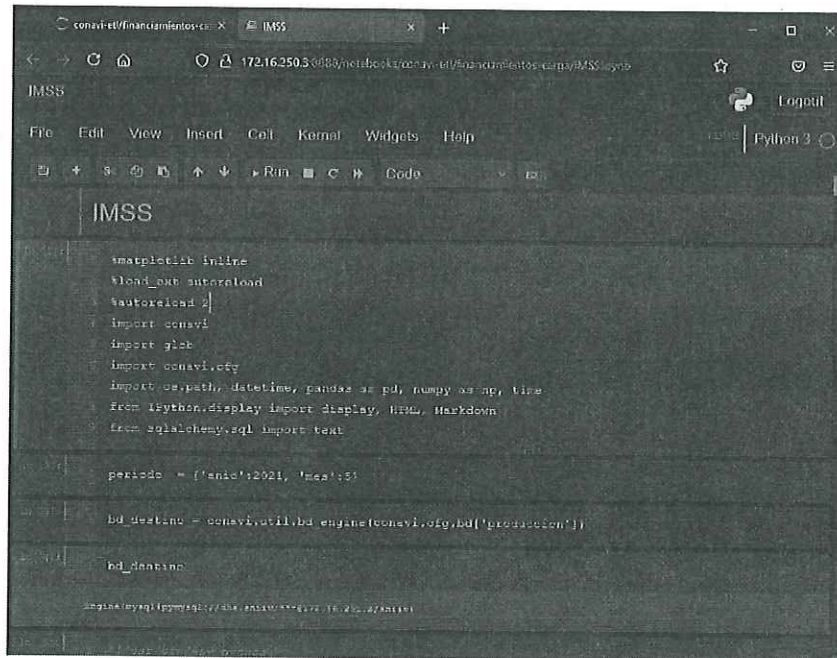 conavi-etl/financiamientos-ca
IMSS
172.16.250.3
IMSS
Logout
File Edit View Insert Cell Kernel Widgets Help
Python 3
Run Code
IMSS
%matplotlib inline
%load_ext autoreload
%autoreload 2
import conavi
import glob
import conavi.cfg
import os.path, datetime, pandas as pd, numpy as np, time
from IPython.display import display, HTML, Markdown
from sqlalchemy.sql import text
periodo = {'anio':2021, 'mes':5}
bd_destino = conavi.util.bd_engine(conavi.cfg.bd['produccion'])
bd_destino